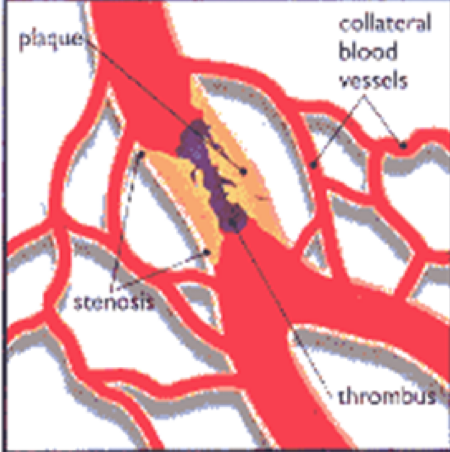 plaque
collateral
blood
vessels
stenosis
thrombus